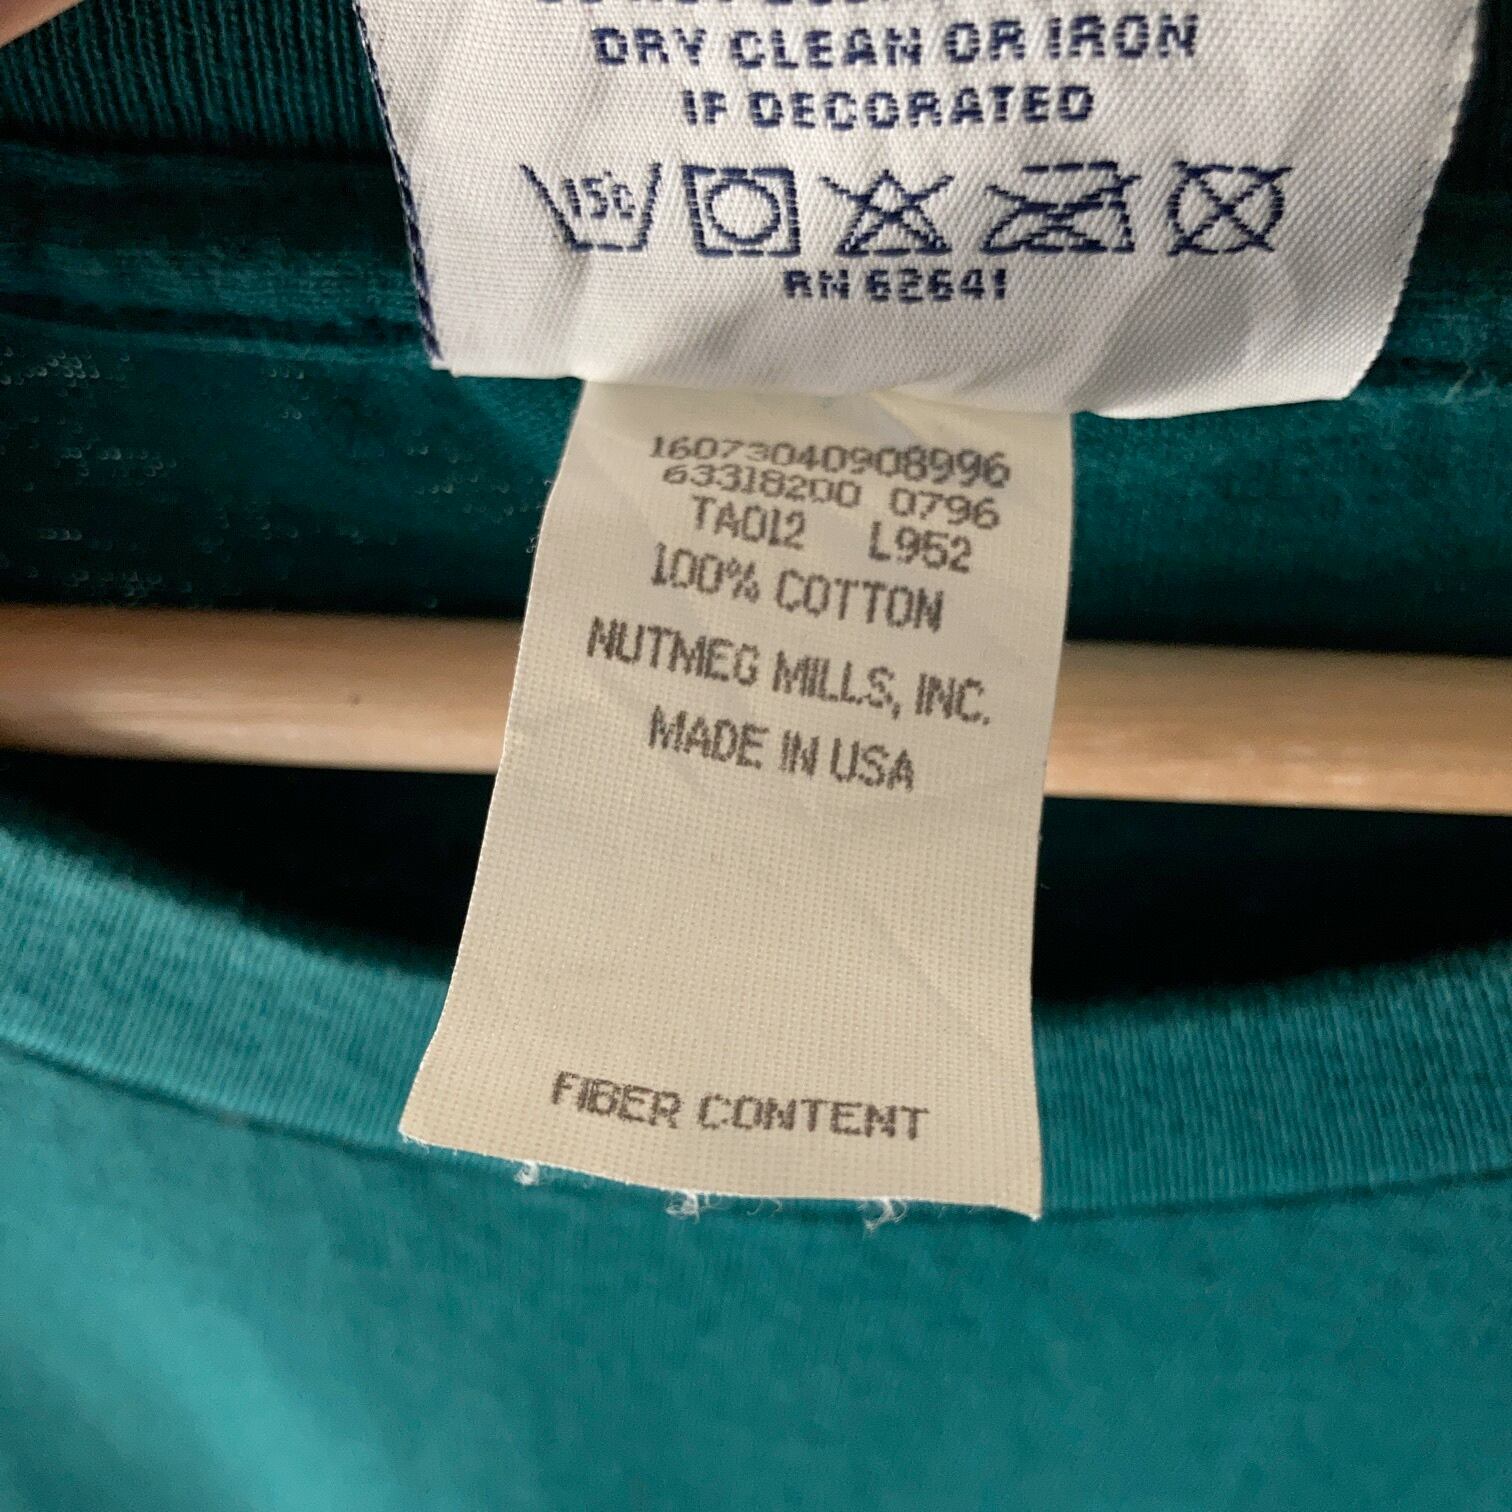 DRY CLEAN OR IRON
IF DECORATED
15c
RN 62641
16073040908996
63318200 0796
TA012 L952
100% COTTON
NUTMEG MILLS, INC.
MADE IN USA
FIBER CONTENT